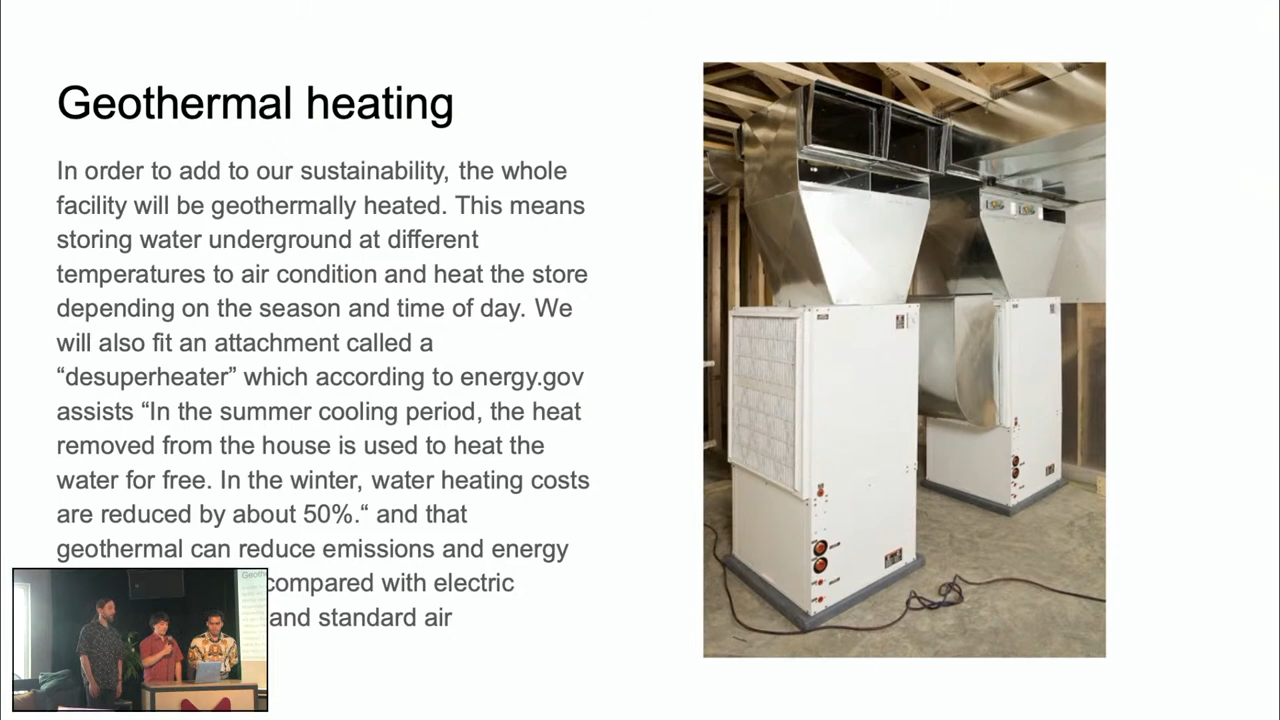 Geothermal heating
In order to add to our sustainability, the whole
facility will be geothermally heated. This means
storing water underground at different
temperatures to air condition and heat the store
depending on the season and time of day. We
will also fit an attachment called a
“desuperheater” which according to energy.gov
assists “In the summer cooling period, the heat
removed from the house is used to heat the
water for free. In the winter, water heating costs
are reduced by about 50%.“ and that
geothermal can reduce emissions and energy
compared with electric
and standard air